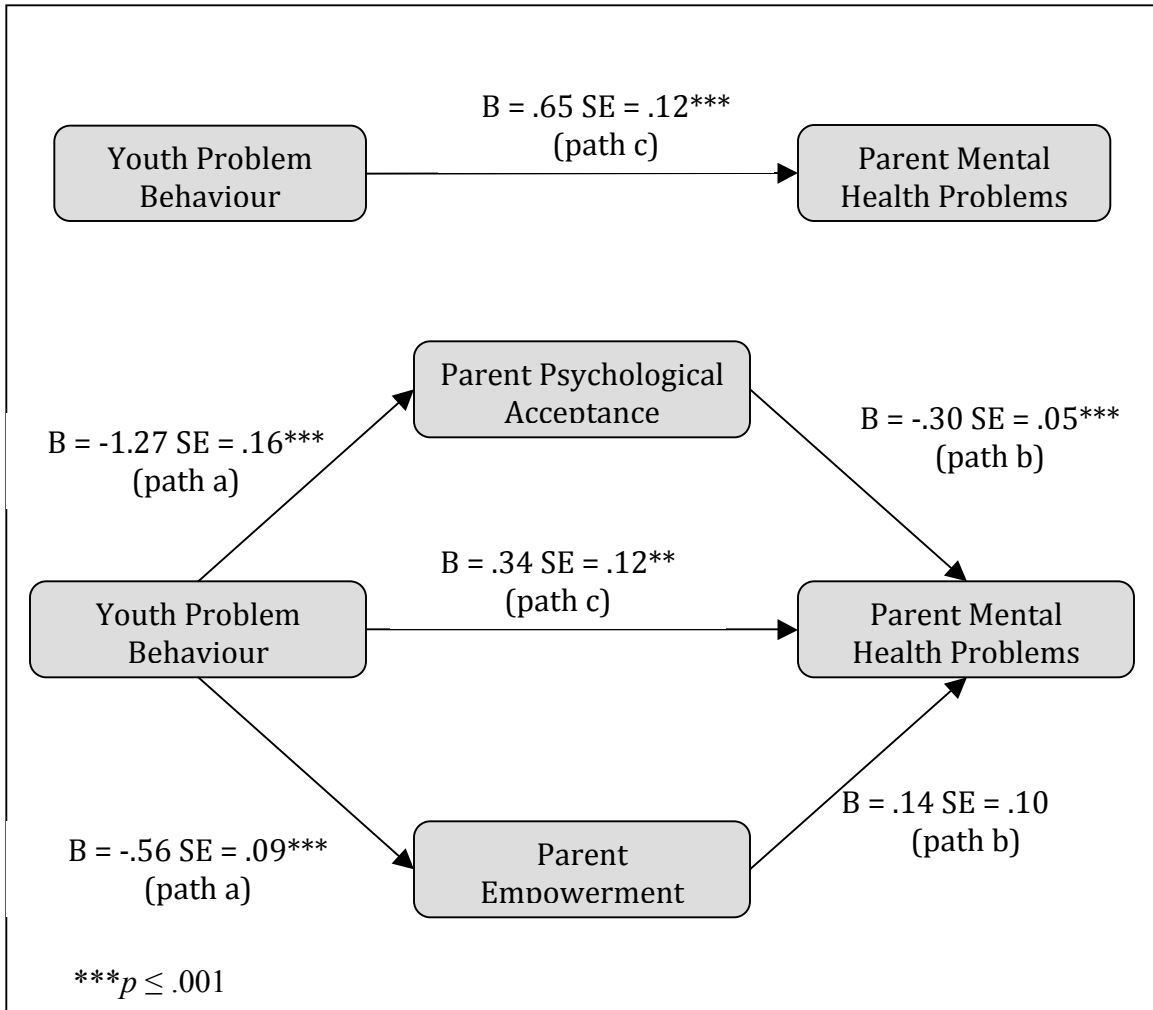 B = .65 SE = .12***
(path c)
Youth Problem
Behaviour
Parent Mental
Health Problems
Parent Psychological
Acceptance
B = -1.27 SE = .16***
(path a)
B = -.30 SE = .05***
(path b)
B = .34 SE = .12**
(path c)
Youth Problem
Behaviour
Parent Mental
Health Problems
B = -.56 SE = .09***
(path a)
Parent
Empowerment
B = .14 SE = .10
(path b)
***p ≤ .001